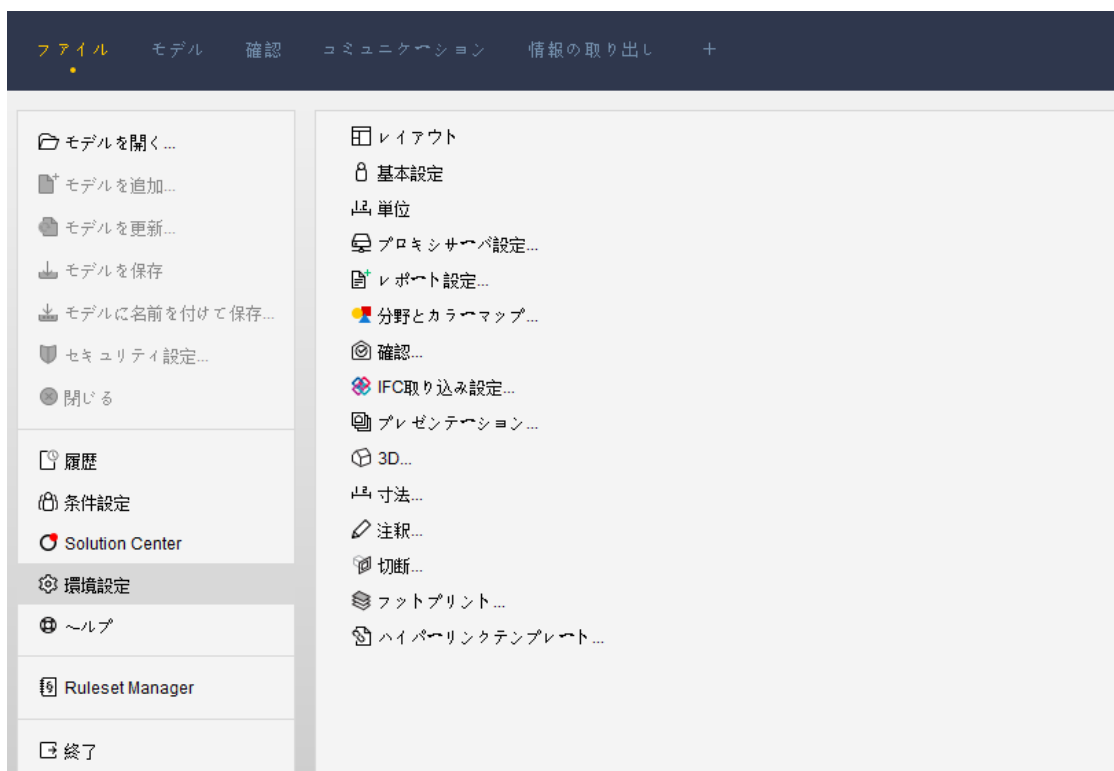 ファイル モデル 確認 コミュニケーション 情報の取り出し +
モデルを開く...
モデルを追加...
モデルを更新...
モデルを保存
モデルに名前を付けて保存...
セキュリティ設定...
閉じる
履歴
条件設定
Solution Center
環境設定
ヘルプ
Ruleset Manager
終了
レイアウト
基本設定
単位
プロキシサーバ設定...
レポート設定...
分野とカラーマップ...
確認...
IFC取り込み設定...
プレゼンテーション...
3D...
寸法...
注釈...
切断...
フットプリント...
ハイパーリンクテンプレート...